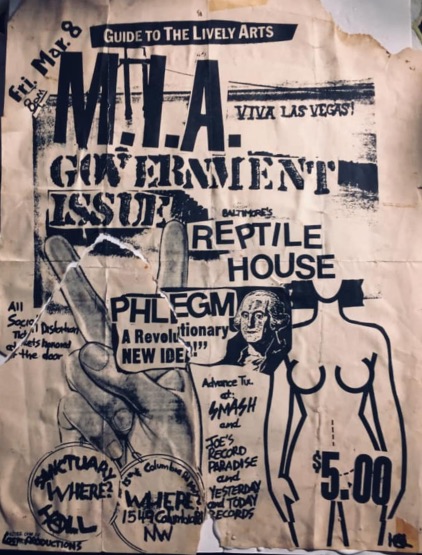 GUIDE TO THE LIVELY ARTS
Fri. Mar. 8
8pm
M.I.A.
VIVA LAS VEGAS!
GOVERNMENT
ISSUE
BALTIMORE'S
REPTILE
HOUSE
PHLEGM
A Revolutionary
NEW IDEA!"
All
Social
Distortion
Tickets honored
at the door
Advance Tix
at:
SMASH
and
JOE'S
RECORD
PARADISE
and
YESTERDAY
and TODAY
RECORDS
$5.00
SANCTUARY
WHERE?
HALL
WHERE?
1549 Columbia Rd
NW
PRODUCTIONS